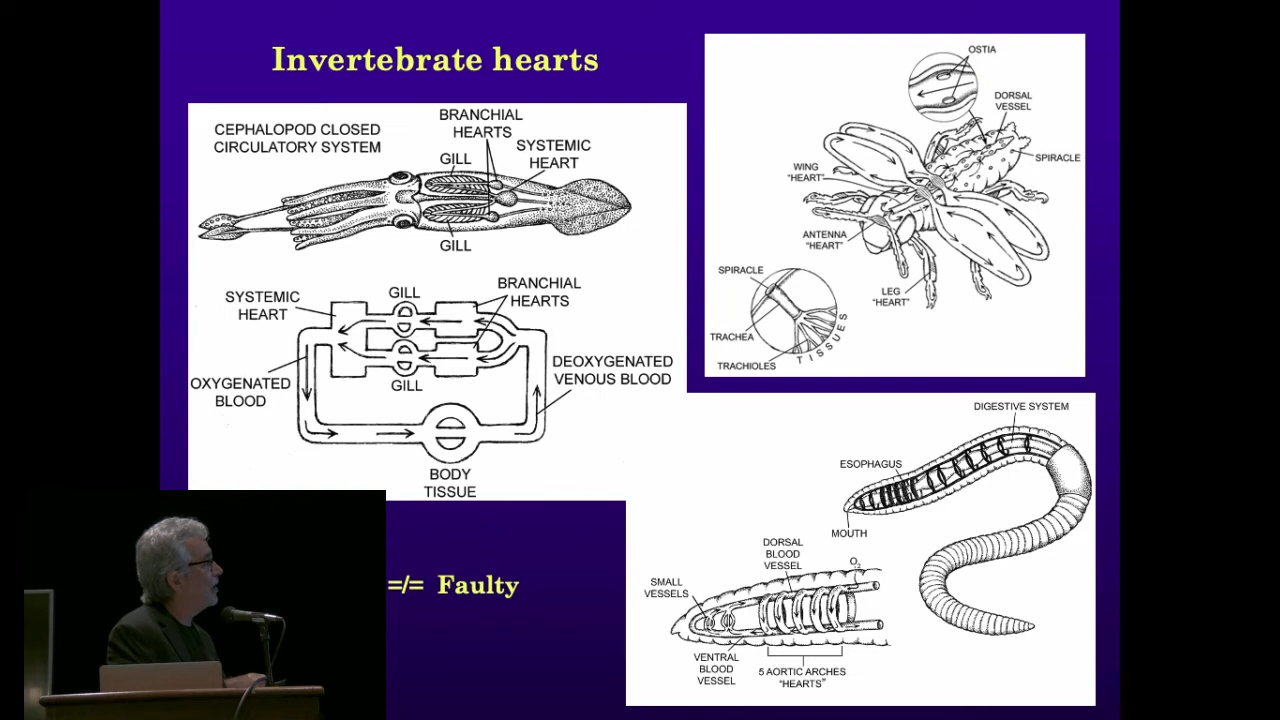 Invertebrate hearts
CEPHALOPOD CLOSED
CIRCULATORY SYSTEM
BRANCHIAL
HEARTS
SYSTEMIC
HEART
GILL
GILL
SYSTEMIC
HEART
GILL
BRANCHIAL
HEARTS
GILL
OXYGENATED
BLOOD
DEOXYGENATED
VENOUS BLOOD
BODY
TISSUE
OSTIA
DORSAL
VESSEL
SPIRACLE
WING
"HEART"
ANTENNA
"HEART"
LEG
"HEART"
SPIRACLE
TRACHEA
TRACHIOLES
TISSUES
DIGESTIVE SYSTEM
ESOPHAGUS
MOUTH
DORSAL
BLOOD
VESSEL
O2
SMALL
VESSELS
VENTRAL
BLOOD
VESSEL
5 AORTIC ARCHES
"HEARTS"
=/= Faulty